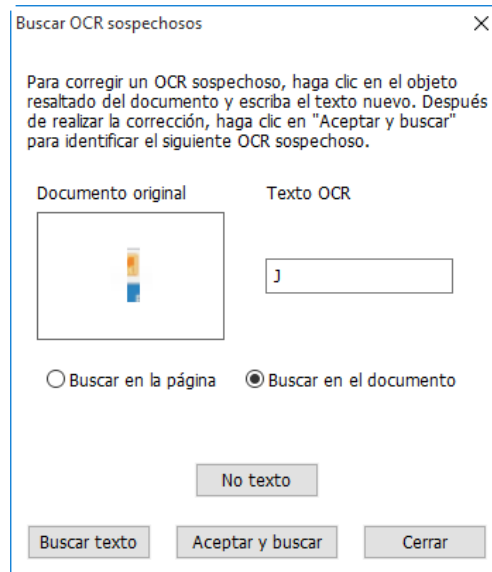 Buscar OCR sospechosos
Para corregir un OCR sospechoso, haga clic en el objeto
resaltado del documento y escriba el texto nuevo. Después
de realizar la corrección, haga clic en "Aceptar y buscar"
para identificar el siguiente OCR sospechoso.
Documento original Texto OCR
J
Buscar en la página Buscar en el documento
No texto
Buscar texto Aceptar y buscar Cerrar